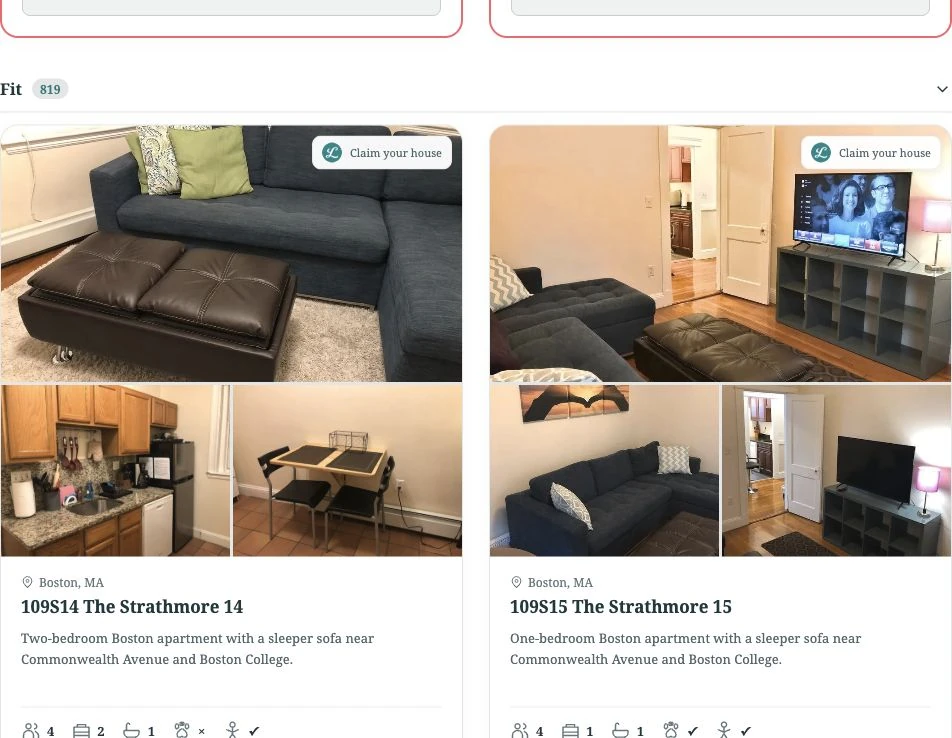 Fit 819
Claim your house
Claim your house
Boston, MA
109S14 The Strathmore 14
Two-bedroom Boston apartment with a sleeper sofa near
Commonwealth Avenue and Boston College.
4 2 1 × ✓
Boston, MA
109S15 The Strathmore 15
One-bedroom Boston apartment with a sleeper sofa near
Commonwealth Avenue and Boston College.
4 1 1 ✓ ✓